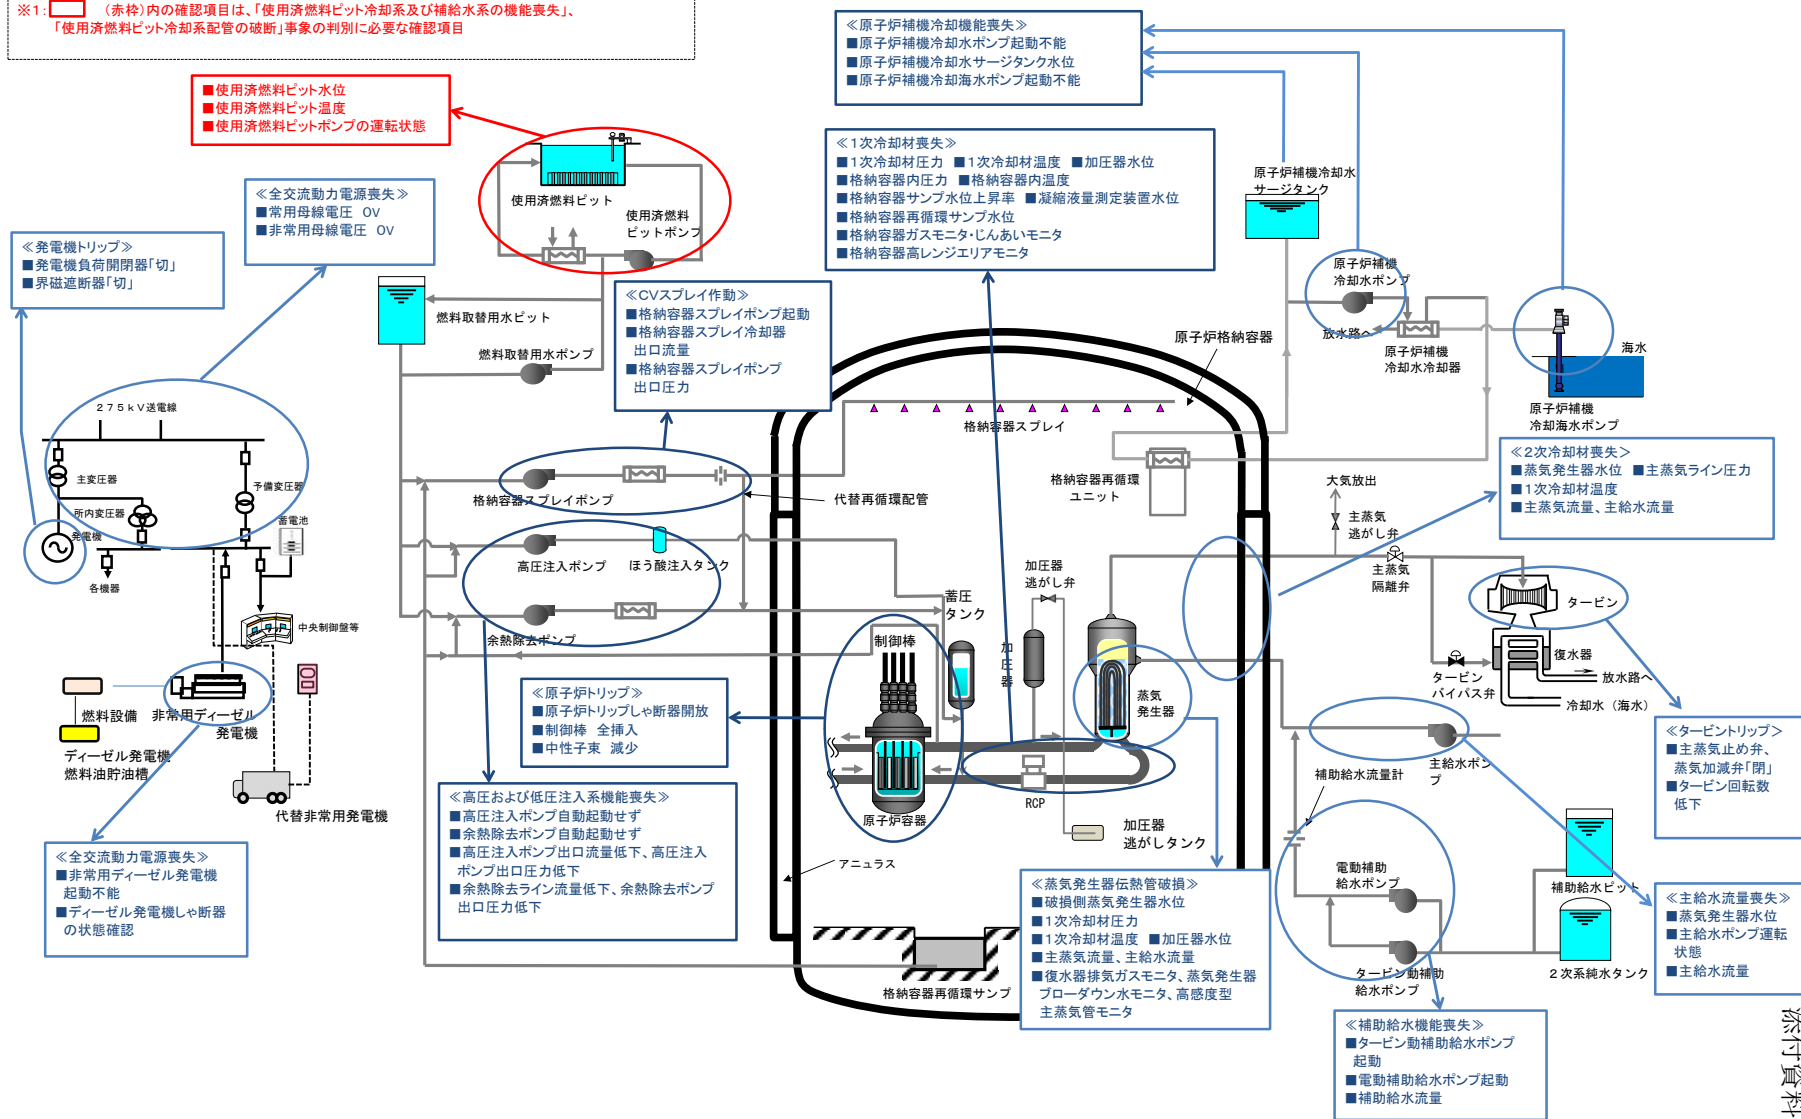 ※1: （赤枠）内の確認項目は、「使用済燃料ピット冷却系及び補給水系の機能喪失」、
「使用済燃料ピット冷却系配管の破断」事象の判別に必要な確認項目
■使用済燃料ピット水位
■使用済燃料ピット温度
■使用済燃料ピットポンプの運転状態
≪原子炉補機冷却機能喪失≫
■原子炉補機冷却水ポンプ起動不能
■原子炉補機冷却水サージタンク水位
■原子炉補機冷却海水ポンプ起動不能
≪1次冷却材喪失≫
■1次冷却材圧力 ■1次冷却材温度 ■加圧器水位
■格納容器内圧力 ■格納容器内温度
■格納容器サンプ水位上昇率 ■凝縮液量測定装置水位
■格納容器再循環サンプ水位
■格納容器ガスモニタ・じんあいモニタ
■格納容器高レンジエリアモニタ
≪全交流動力電源喪失≫
■常用母線電圧 0V
■非常用母線電圧 0V
≪発電機トリップ≫
■発電機負荷開閉器「切」
■界磁遮断器「切」
使用済燃料ピット
使用済燃料
ピットポンプ
燃料取替用水ピット
燃料取替用水ポンプ
≪CVスプレイ作動≫
■格納容器スプレイポンプ起動
■格納容器スプレイ冷却器
出口流量
■格納容器スプレイポンプ
出口圧力
原子炉補機冷却水
サージタンク
原子炉補機
冷却水ポンプ
放水路へ
原子炉補機
冷却水冷却器
海水
原子炉補機
冷却海水ポンプ
原子炉格納容器
格納容器スプレイ
格納容器再循環
ユニット
≪2次冷却材喪失＞
■蒸気発生器水位 ■主蒸気ライン圧力
■1次冷却材温度
■主蒸気流量、主給水流量
275kV送電線
主変圧器
予備変圧器
所内変圧器
蓄電池
発電機
各機器
中央制御盤等
格納容器スプレイポンプ
代替再循環配管
高圧注入ポンプ
ほう酸注入タンク
余熱除去ポンプ
大気放出
主蒸気
逃がし弁
主蒸気
隔離弁
タービン
復水器
タービン
バイパス弁
放水路へ
冷却水（海水）
加圧器
逃がし弁
蓄圧
タンク
制御棒
加
圧
器
蒸気
発生器
≪原子炉トリップ≫
■原子炉トリップしゃ断器開放
■制御棒 全挿入
■中性子束 減少
燃料設備
非常用ディーゼル
発電機
ディーゼル発電機
燃料油貯油槽
代替非常用発電機
原子炉容器
RCP
加圧器
逃がしタンク
アニュラス
主給水ポン
プ
補助給水流量計
≪タービントリップ≫
■主蒸気止め弁、
蒸気加減弁「閉」
■タービン回転数
低下
≪高圧および低圧注入系機能喪失≫
■高圧注入ポンプ自動起動せず
■余熱除去ポンプ自動起動せず
■高圧注入ポンプ出口流量低下、高圧注入
ポンプ出口圧力低下
■余熱除去ライン流量低下、余熱除去ポンプ
出口圧力低下
≪全交流動力電源喪失≫
■非常用ディーゼル発電機
起動不能
■ディーゼル発電機しゃ断器
の状態確認
≪蒸気発生器伝熱管破損≫
■破損側蒸気発生器水位
■1次冷却材圧力
■1次冷却材温度 ■加圧器水位
■主蒸気流量、主給水流量
■復水器排気ガスモニタ、蒸気発生器
ブローダウン水モニタ、高感度型
主蒸気管モニタ
格納容器再循環サンプ
電動補助
給水ポンプ
タービン動補助
給水ポンプ
補助給水ピット
2次系純水タンク
≪主給水流量喪失≫
■蒸気発生器水位
■主給水ポンプ運転
状態
■主給水流量
≪補助給水機能喪失≫
■タービン動補助給水ポンプ
起動
■電動補助給水ポンプ起動
■補助給水流量
添付資料